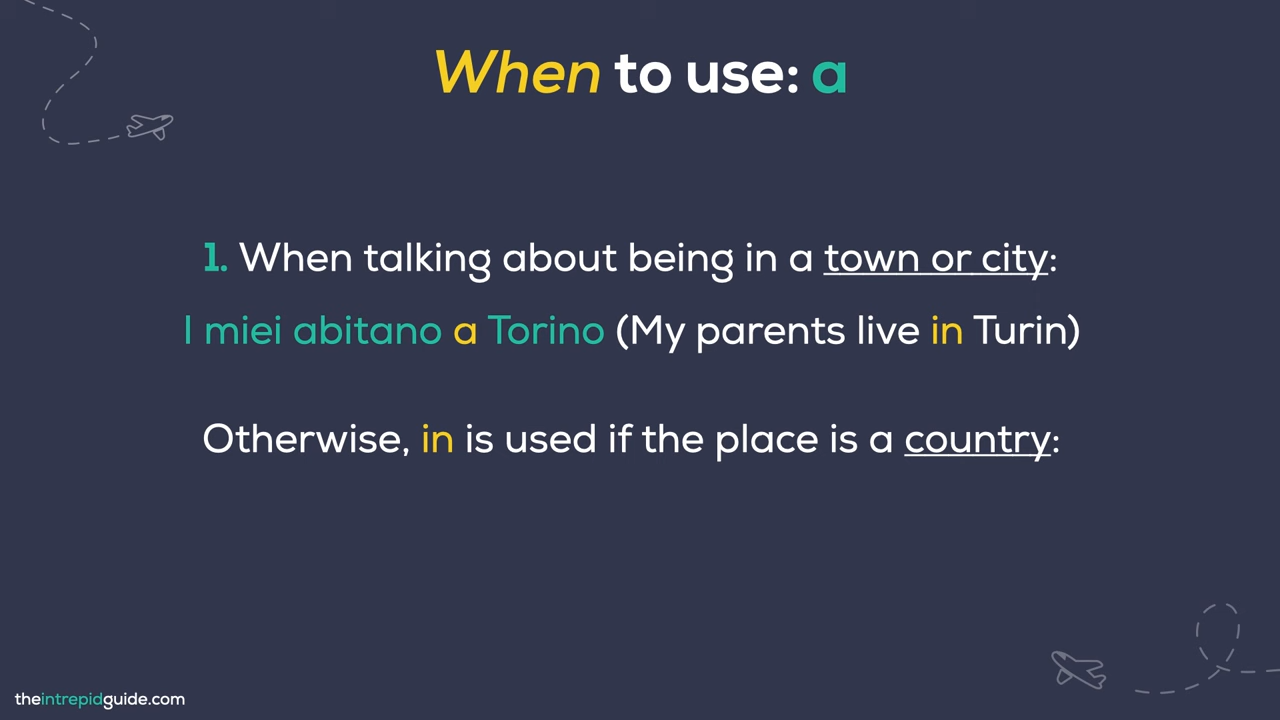 When to use: a
1. When talking about being in a town or city:
I miei abitano a Torino (My parents live in Turin)
Otherwise, in is used if the place is a country:
theintrepidguide.com